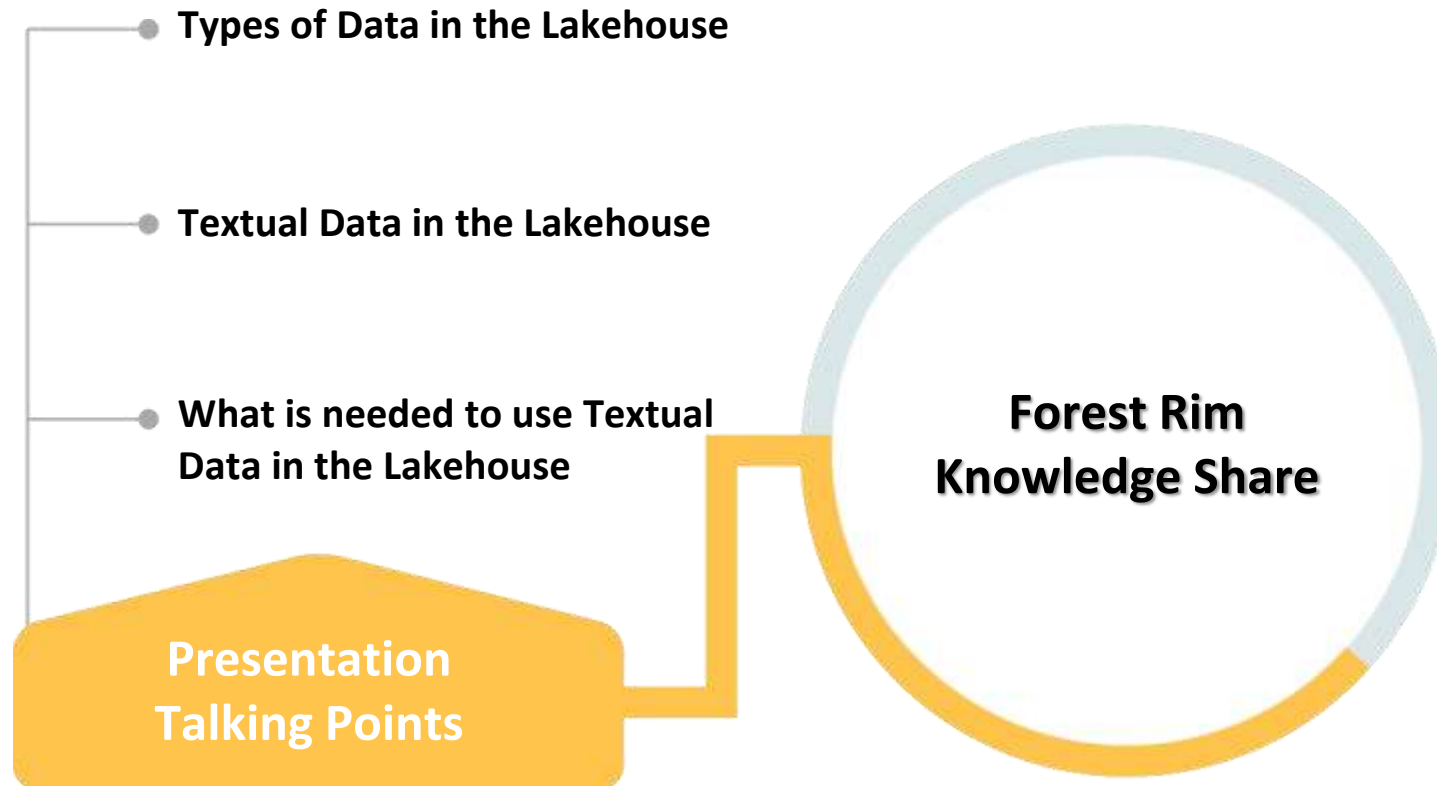 Types of Data in the Lakehouse
Textual Data in the Lakehouse
What is needed to use Textual
Data in the Lakehouse
Forest Rim
Knowledge Share
Presentation
Talking Points